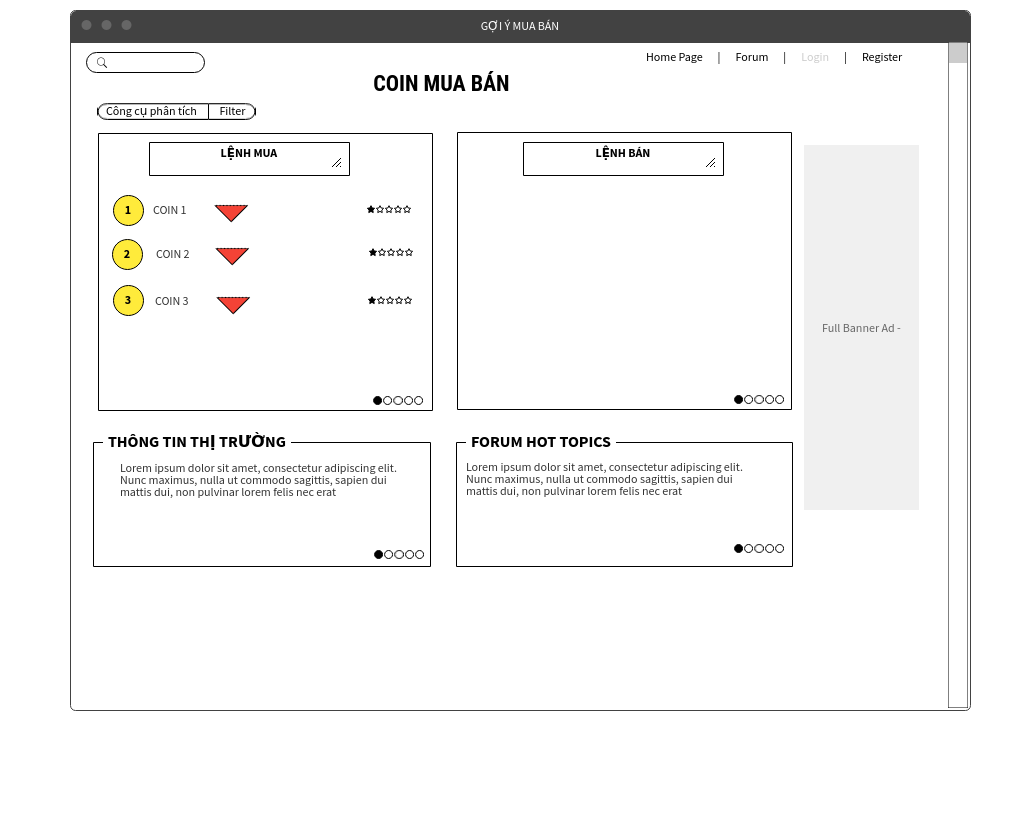 GỢI Ý MUA BÁN
Home Page | Forum | Login | Register
COIN MUA BÁN
Công cụ phân tích | Filter
LỆNH MUA
1 COIN 1
2 COIN 2
3 COIN 3
LỆNH BÁN
Full Banner Ad -
THÔNG TIN THỊ TRƯỜNG
Lorem ipsum dolor sit amet, consectetur adipiscing elit.
Nunc maximus, nulla ut commodo sagittis, sapien dui
mattis dui, non pulvinar lorem felis nec erat
FORUM HOT TOPICS
Lorem ipsum dolor sit amet, consectetur adipiscing elit.
Nunc maximus, nulla ut commodo sagittis, sapien dui
mattis dui, non pulvinar lorem felis nec erat